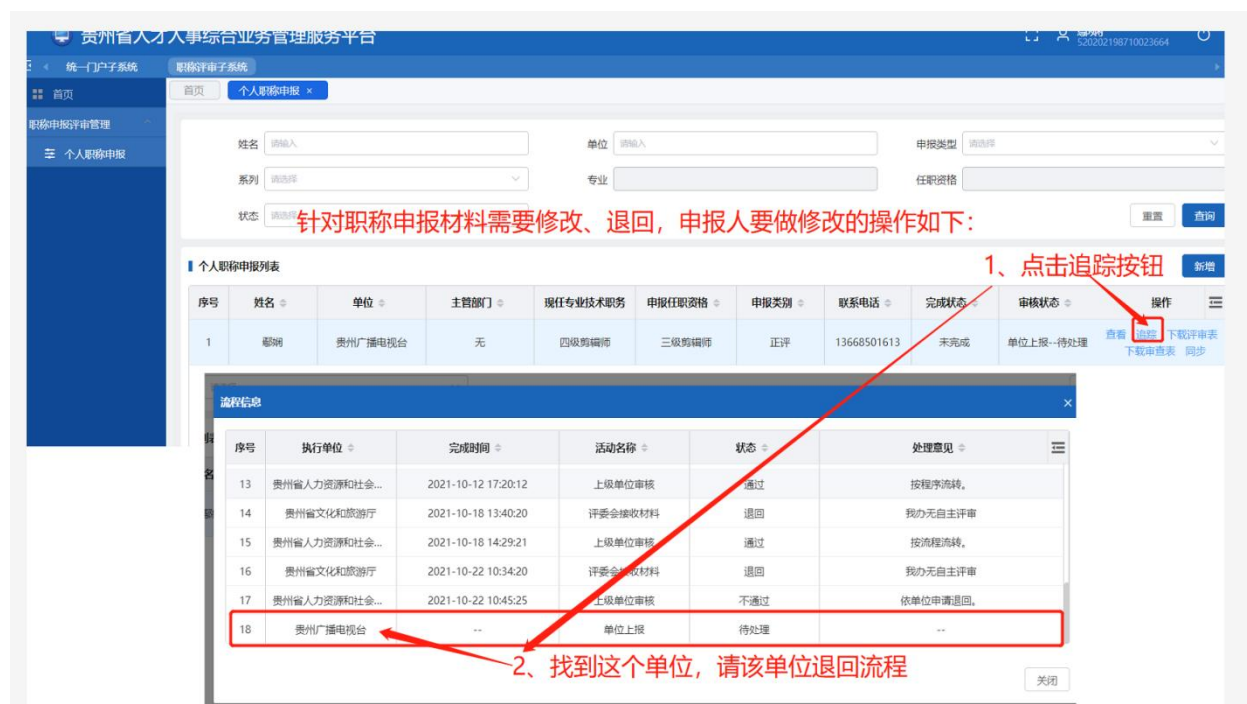 贵州省人才人事综合业务管理服务平台
520202198710023664
统一门户子系统 职称评审子系统
首页 首页 个人职称申报 ×
职称申报评审管理
个人职称申报
姓名 请输入 单位 请输入 申报类型 请选择
系列 请选择 专业 任职资格
状态 重置 查询
针对职称申报材料需要修改、退回，申报人要做修改的操作如下：
个人职称申报列表 1、点击追踪按钮 新增
序号 姓名 单位 主管部门 现任专业技术职务 申报任职资格 申报类别 联系电话 完成状态 审核状态 操作
1 鄢娴 贵州广播电视台 无 四级剪辑师 三级剪辑师 正评 13668501613 未完成 单位上报--待处理 查看 追踪 下载评审表
下载审查表 同步
流程信息 ×
序号 执行单位 完成时间 活动名称 状态 处理意见
13 贵州省人力资源和社会... 2021-10-12 17:20:12 上级单位审核 通过 按程序流转。
14 贵州省文化和旅游厅 2021-10-18 13:40:20 评委会接收材料 退回 我办无自主评审
15 贵州省人力资源和社会... 2021-10-18 14:29:21 上级单位审核 通过 按流程流转。
16 贵州省文化和旅游厅 2021-10-22 10:34:20 评委会接收材料 退回 我办无自主评审
17 贵州省人力资源和社会... 2021-10-22 10:45:25 上级单位审核 不通过 依单位申请退回。
18 贵州广播电视台 -- 单位上报 待处理 --
2、找到这个单位，请该单位退回流程
关闭